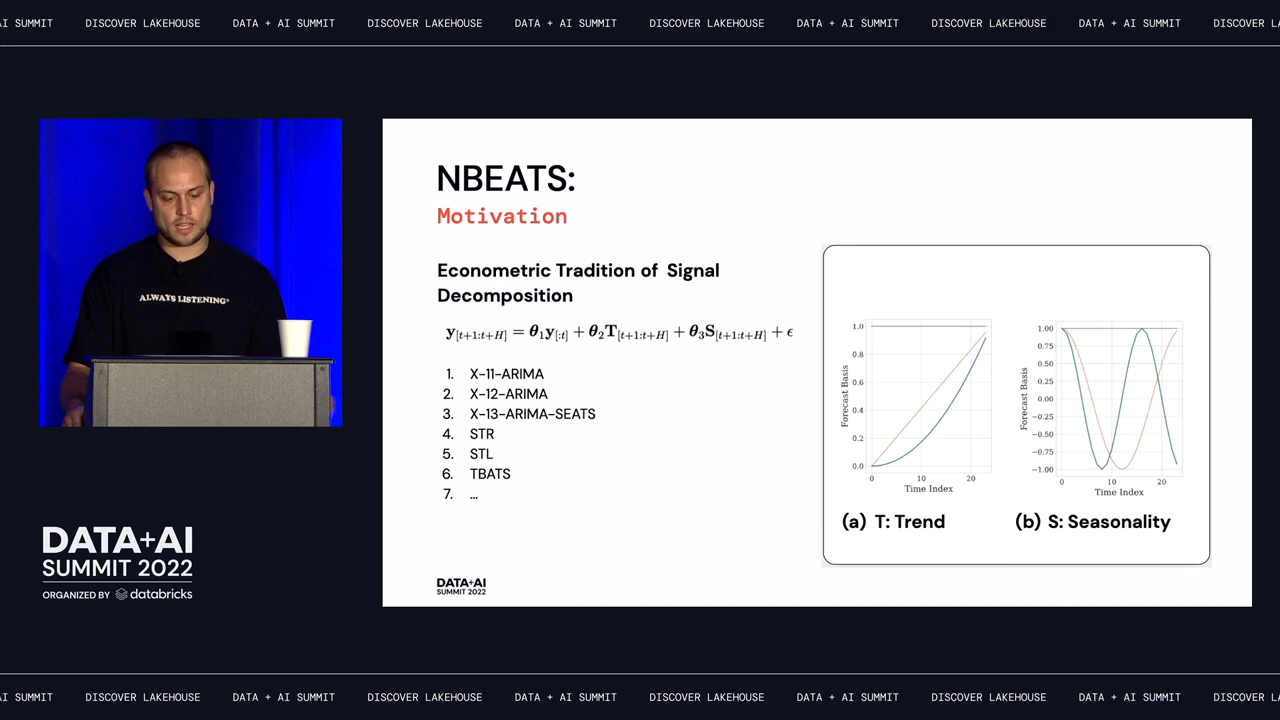 AI SUMMIT DISCOVER LAKEHOUSE DATA + AI SUMMIT DISCOVER LAKEHOUSE DATA + AI SUMMIT DISCOVER LAKEHOUSE DATA + AI SUMMIT DISCOVER LAKEHOUSE DATA + AI SUMMIT DISCOVER LA
ALWAYS LISTENING®
DATA+AI
SUMMIT 2022
ORGANIZED BY databricks
NBEATS:
Motivation
Econometric Tradition of Signal
Decomposition
y[t+1:t+H] = θ1y[:t] + θ2T[t+1:t+H] + θ3S[t+1:t+H] + ϵ
1. X-11-ARIMA
2. X-12-ARIMA
3. X-13-ARIMA-SEATS
4. STR
5. STL
6. TBATS
7. ...
DATA+AI
SUMMIT 2022
Forecast Basis
1.0
0.8
0.6
0.4
0.2
0.0
0 10 20
Time Index
(a) T: Trend
Forecast Basis
1.00
0.75
0.50
0.25
0.00
−0.25
−0.50
−0.75
−1.00
0 10 20
Time Index
(b) S: Seasonality
AI SUMMIT DISCOVER LAKEHOUSE DATA + AI SUMMIT DISCOVER LAKEHOUSE DATA + AI SUMMIT DISCOVER LAKEHOUSE DATA + AI SUMMIT DISCOVER LAKEHOUSE DATA + AI SUMMIT DISCOVER LA